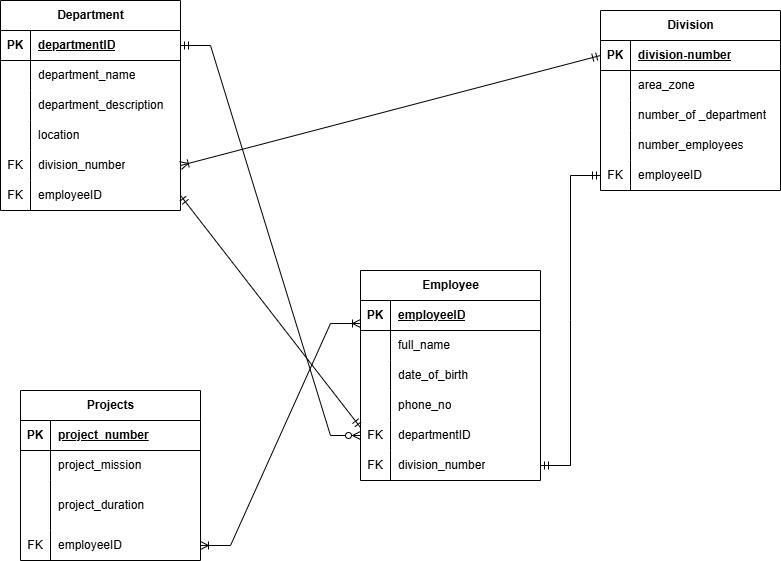 Department
PK departmentID
department_name
department_description
location
FK division_number
FK employeeID
Division
PK division-number
area_zone
number_of _department
number_employees
FK employeeID
Employee
PK employeeID
full_name
date_of_birth
phone_no
FK departmentID
FK division_number
Projects
PK project_number
project_mission
project_duration
FK employeeID